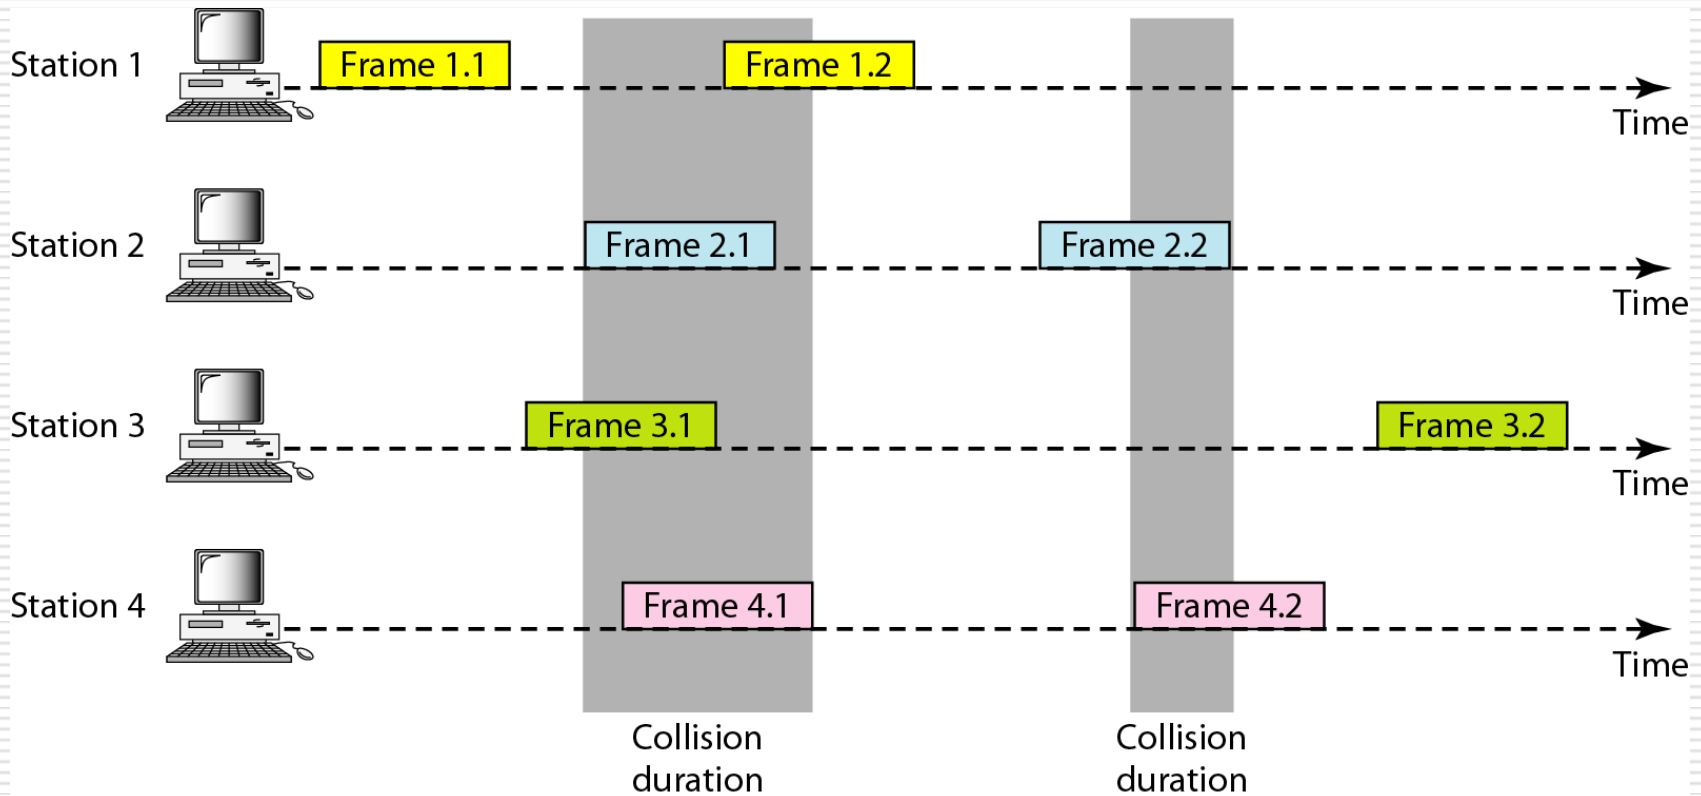 Station 1
Frame 1.1
Frame 1.2
Time
Station 2
Frame 2.1
Frame 2.2
Time
Station 3
Frame 3.1
Frame 3.2
Time
Station 4
Frame 4.1
Frame 4.2
Time
Collision
duration
Collision
duration